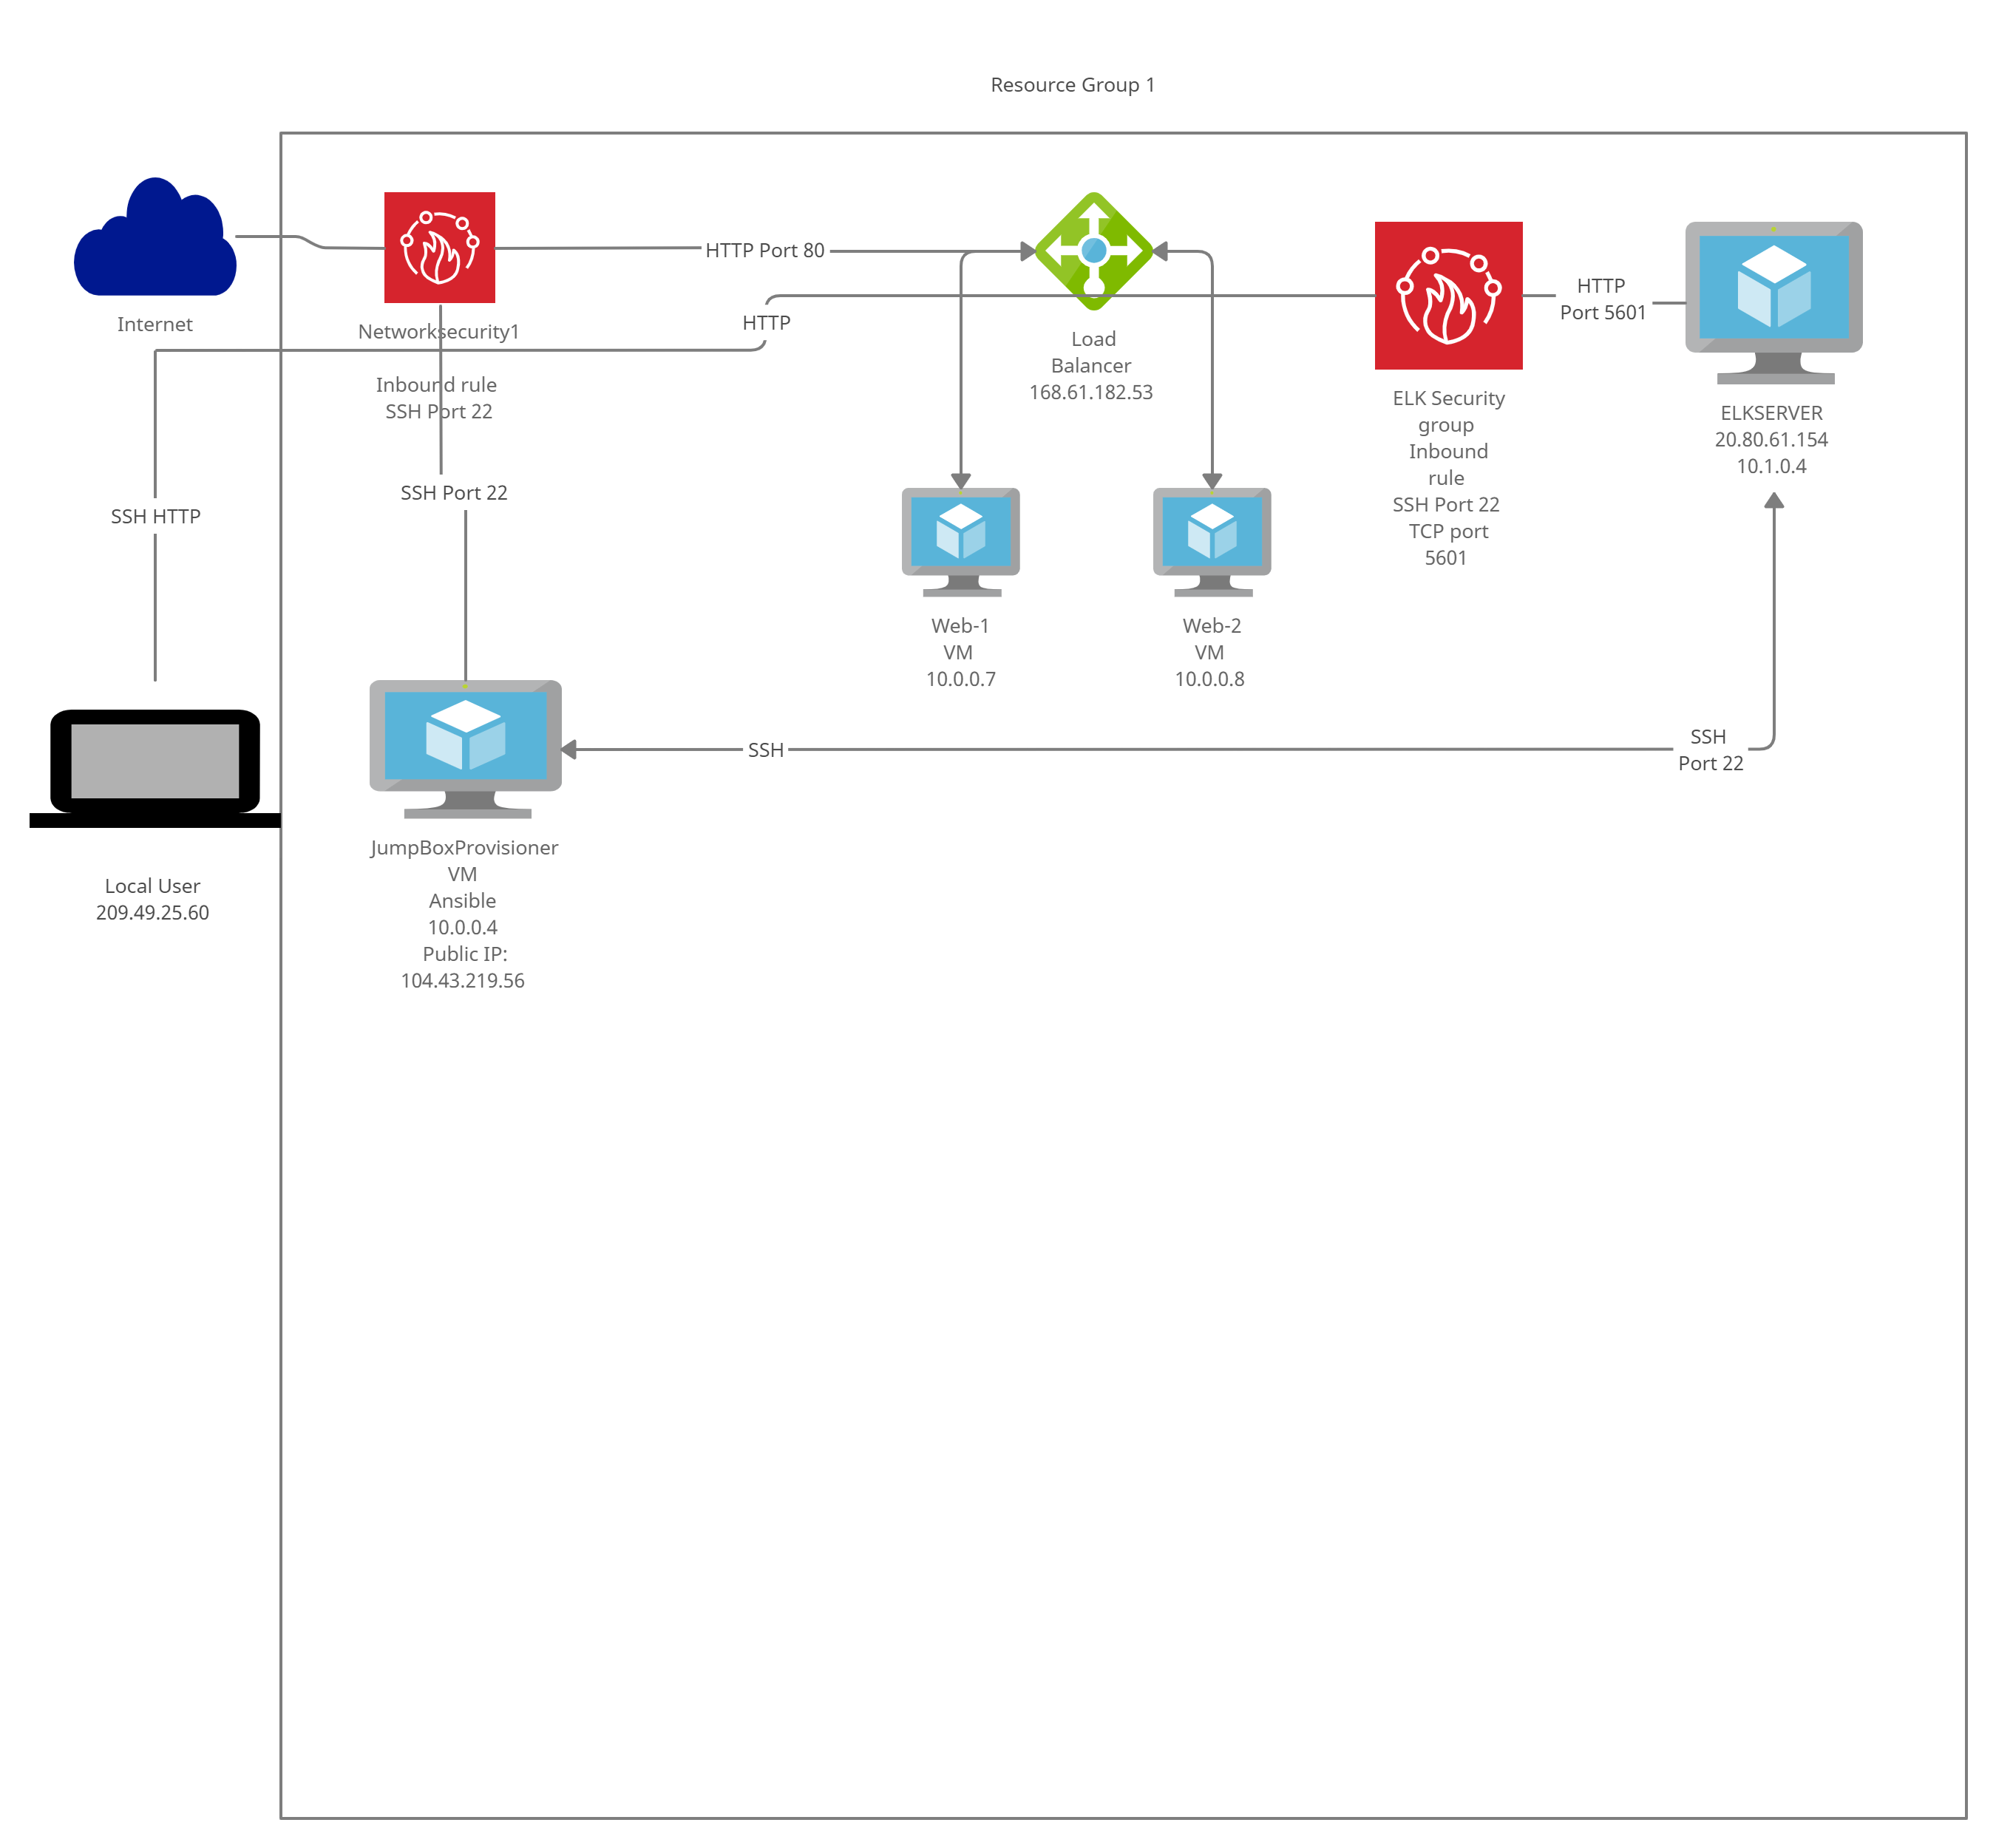 Resource Group 1
Internet
Networksecurity1
Inbound rule
SSH Port 22
HTTP Port 80
HTTP
Load
Balancer
168.61.182.53
HTTP
Port 5601
ELK Security
group
Inbound
rule
SSH Port 22
TCP port
5601
ELKSERVER
20.80.61.154
10.1.0.4
SSH HTTP
SSH Port 22
Web-1
VM
10.0.0.7
Web-2
VM
10.0.0.8
SSH
SSH
Port 22
Local User
209.49.25.60
JumpBoxProvisioner
VM
Ansible
10.0.0.4
Public IP:
104.43.219.56